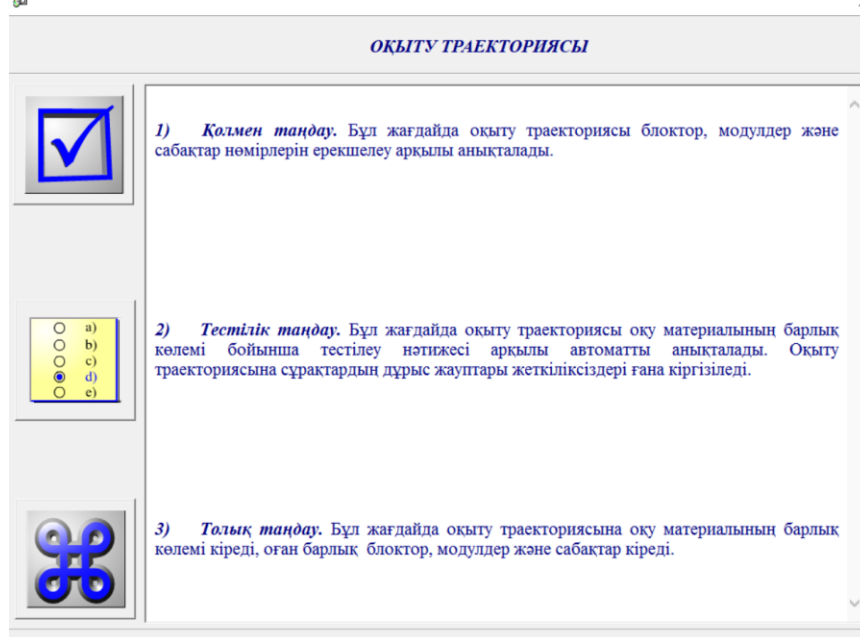 ОҚЫТУ ТРАЕКТОРИЯСЫ
1) Қолмен таңдау. Бұл жағдайда оқыту траекториясы блоктор, модулдер және
сабақтар нөмірлерін ерекшелеу арқылы анықталады.
a)
b)
c)
d)
e)
2) Тестілік таңдау. Бұл жағдайда оқыту траекториясы оқу материалының барлық
көлемі бойынша тестілеу нәтижесі арқылы автоматты анықталады. Оқыту
траекториясына сұрақтардың дұрыс жауптары жеткіліксіздері ғана кіргізіледі.
3) Толық таңдау. Бұл жағдайда оқыту траекториясына оқу материалының барлық
көлемі кіреді, оған барлық блоктор, модулдер және сабақтар кіреді.